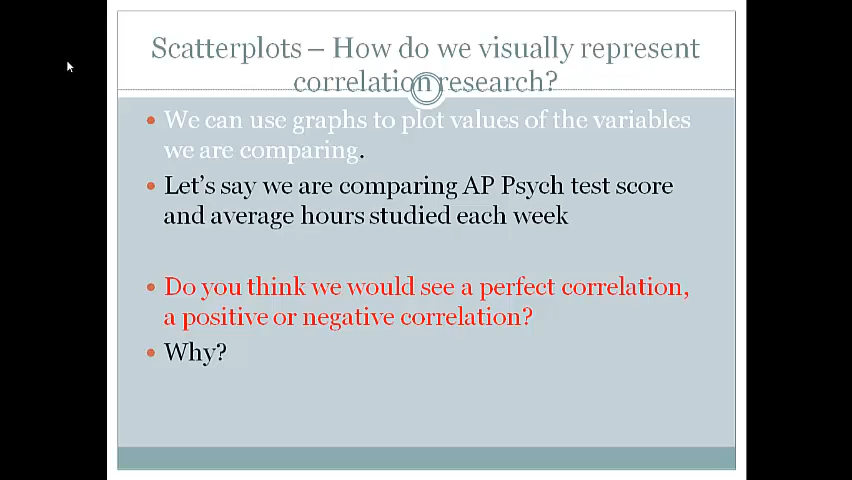 Scatterplots – How do we visually represent
correlation research?
• We can use graphs to plot values of the variables
we are comparing.
• Let's say we are comparing AP Psych test score
and average hours studied each week
• Do you think we would see a perfect correlation,
a positive or negative correlation?
• Why?